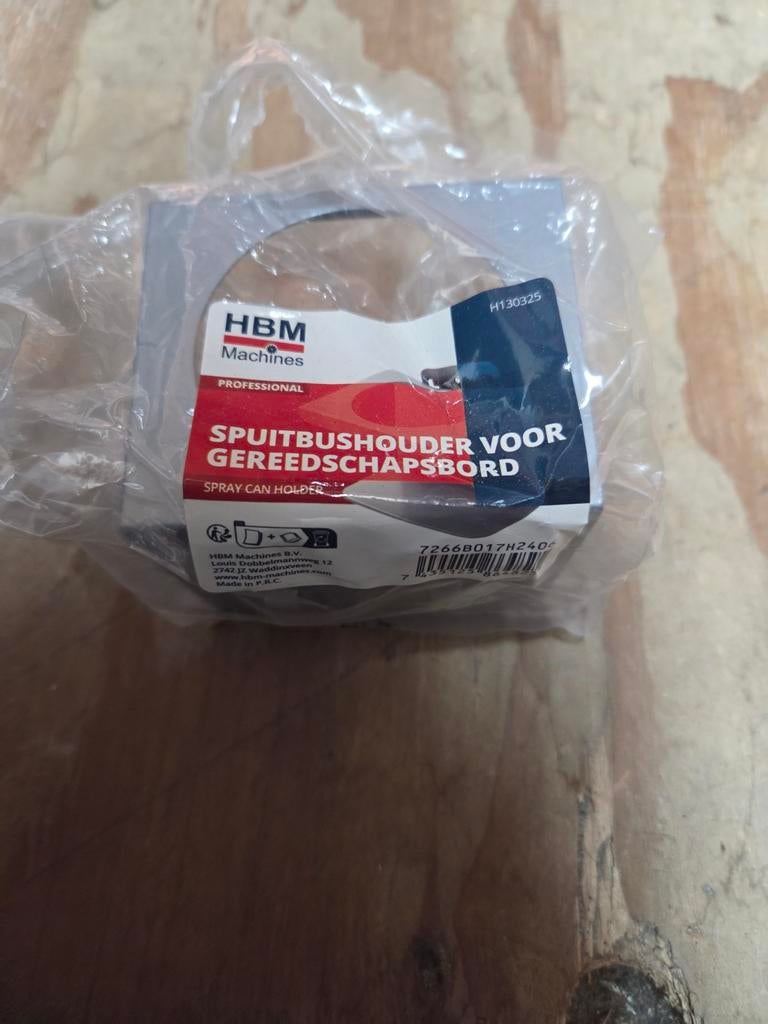 H130325
HBM
Machines
PROFESSIONAL
SPUITBUSHOUDER VOOR
GEREEDSCHAPSBORD
SPRAY CAN HOLDER
HBM Machines B.V.
Louis Dobbelmannweg 12
2742 JZ Waddinxveen
www.hbm-machines.com
Made in P.R.C.
7266B017H2406